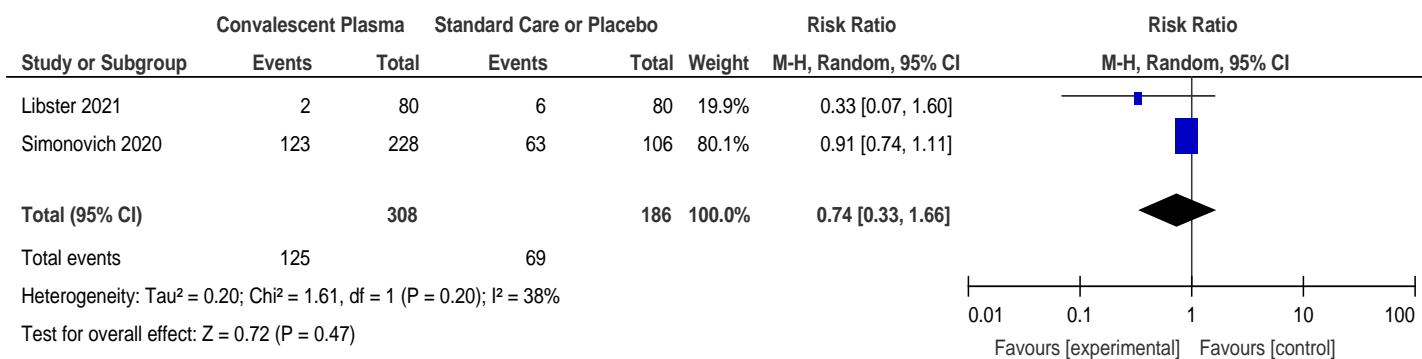 Convalescent Plasma Standard Care or Placebo Risk Ratio Risk Ratio
Study or Subgroup Events Total Events Total Weight M-H, Random, 95% CI M-H, Random, 95% CI
Libster 2021 2 80 6 80 19.9% 0.33 [0.07, 1.60]
Simonovich 2020 123 228 63 106 80.1% 0.91 [0.74, 1.11]
Total (95% CI) 308 186 100.0% 0.74 [0.33, 1.66]
Total events 125 69
Heterogeneity: Tau² = 0.20; Chi² = 1.61, df = 1 (P = 0.20); I² = 38%
Test for overall effect: Z = 0.72 (P = 0.47)
0.01 0.1 1 10 100
Favours [experimental] Favours [control]